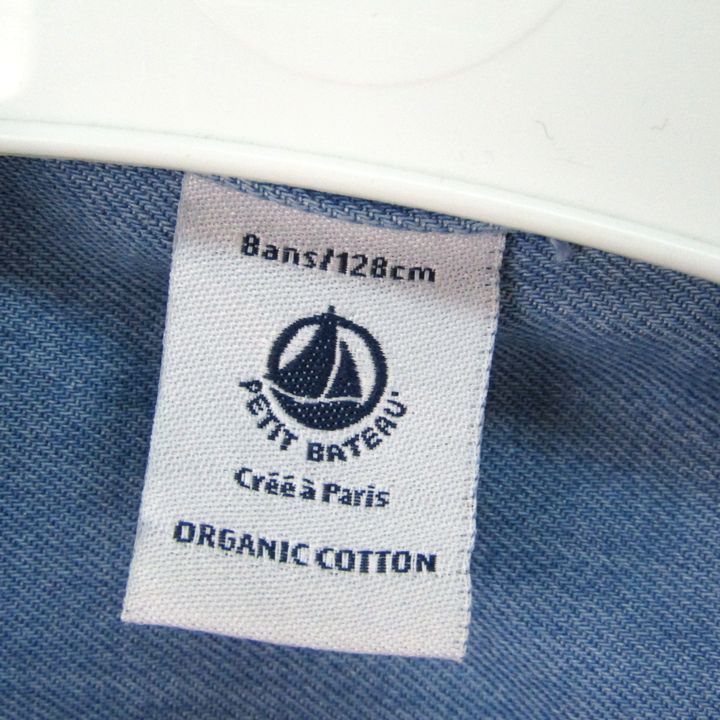 8ans/128cm
PETIT BATEAU
Créé à Paris
ORGANIC COTTON